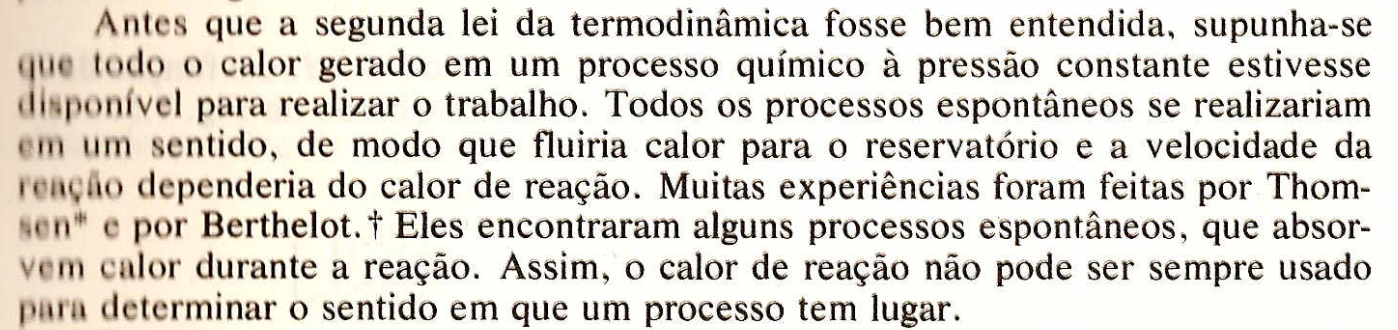 Antes que a segunda lei da termodinâmica fosse bem entendida, supunha-se
que todo o calor gerado em um processo químico à pressão constante estivesse
disponível para realizar o trabalho. Todos os processos espontâneos se realizariam
em um sentido, de modo que fluiria calor para o reservatório e a velocidade da
reação dependeria do calor de reação. Muitas experiências foram feitas por Thom-
sen* e por Berthelot.† Eles encontraram alguns processos espontâneos, que absor-
vem calor durante a reação. Assim, o calor de reação não pode ser sempre usado
para determinar o sentido em que um processo tem lugar.